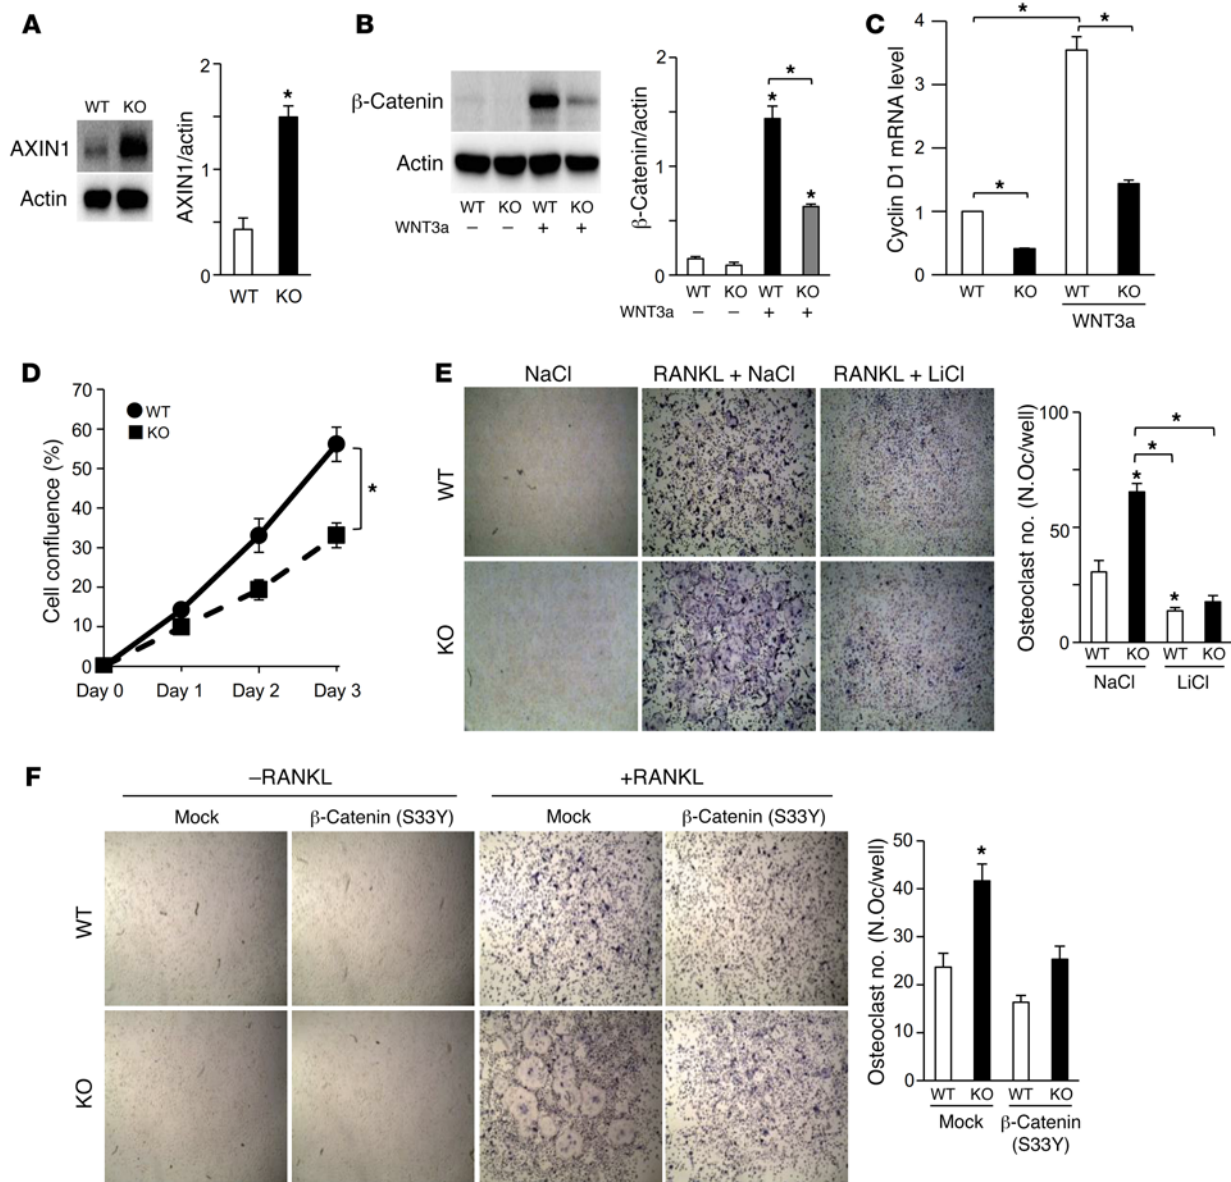 A
WT KO
AXIN1
Actin
AXIN1/actin
2
1
0
*
WT KO
B
β-Catenin
Actin
WT KO WT KO
WNT3a – – + +
β-Catenin/actin
2
1
0
*
*
*
WT KO WT KO
WNT3a – – + +
C
Cyclin D1 mRNA level
4
3
2
1
0
*
*
*
WT KO WT KO
WNT3a
D
Cell confluence (%)
70
60
50
40
30
20
10
0
WT
KO
*
Day 0 Day 1 Day 2 Day 3
E
NaCl RANKL + NaCl RANKL + LiCl
WT
KO
Osteoclast no. (N.Oc/well)
100
50
0
*
*
*
*
WT KO WT KO
NaCl LiCl
F
–RANKL +RANKL
Mock β-Catenin (S33Y) Mock β-Catenin (S33Y)
WT
KO
Osteoclast no. (N.Oc/well)
50
40
30
20
10
0
*
WT KO WT KO
Mock β-Catenin
(S33Y)